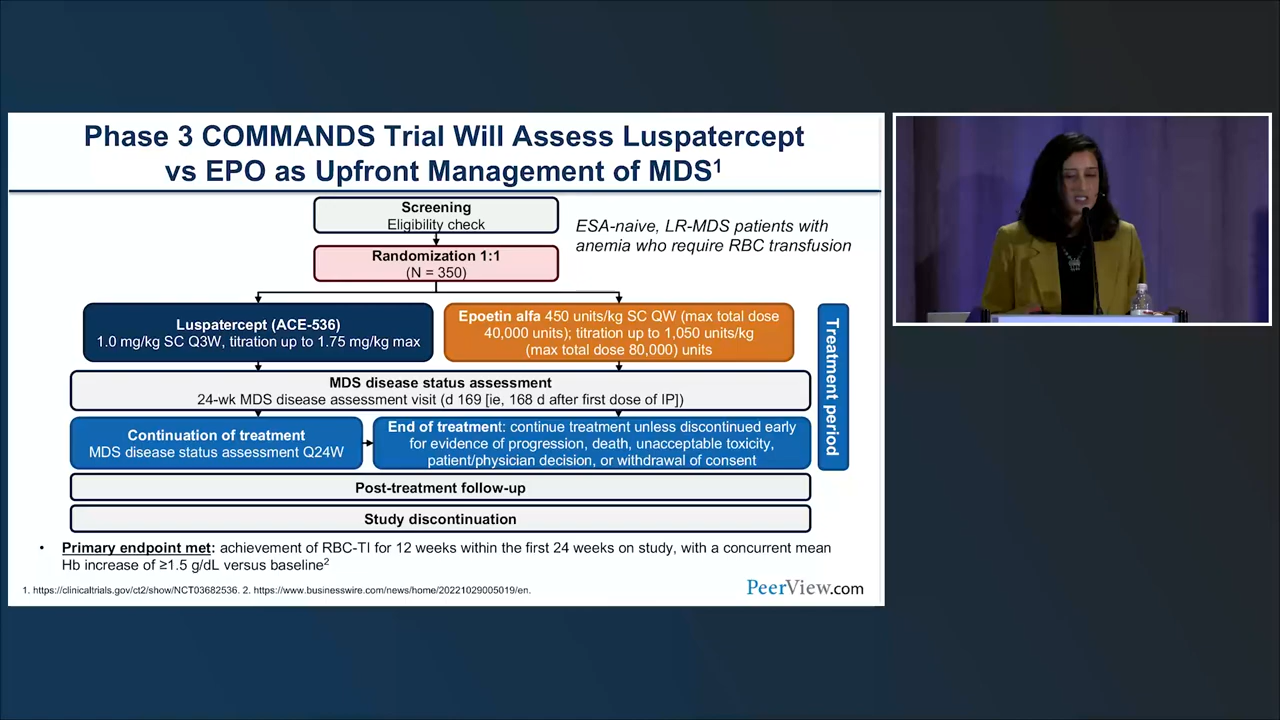 Phase 3 COMMANDS Trial Will Assess Luspatercept
vs EPO as Upfront Management of MDS1
Screening
Eligibility check
ESA-naive, LR-MDS patients with
anemia who require RBC transfusion
Randomization 1:1
(N = 350)
Luspatercept (ACE-536)
1.0 mg/kg SC Q3W, titration up to 1.75 mg/kg max
Epoetin alfa 450 units/kg SC QW (max total dose
40,000 units); titration up to 1,050 units/kg
(max total dose 80,000) units
Treatment period
MDS disease status assessment
24-wk MDS disease assessment visit (d 169 [ie, 168 d after first dose of IP])
Continuation of treatment
MDS disease status assessment Q24W
End of treatment: continue treatment unless discontinued early
for evidence of progression, death, unacceptable toxicity,
patient/physician decision, or withdrawal of consent
Post-treatment follow-up
Study discontinuation
• Primary endpoint met: achievement of RBC-TI for 12 weeks within the first 24 weeks on study, with a concurrent mean
Hb increase of ≥1.5 g/dL versus baseline2
1. https://clinicaltrials.gov/ct2/show/NCT03682536. 2. https://www.businesswire.com/news/home/20221029005019/en.
PeerView.com